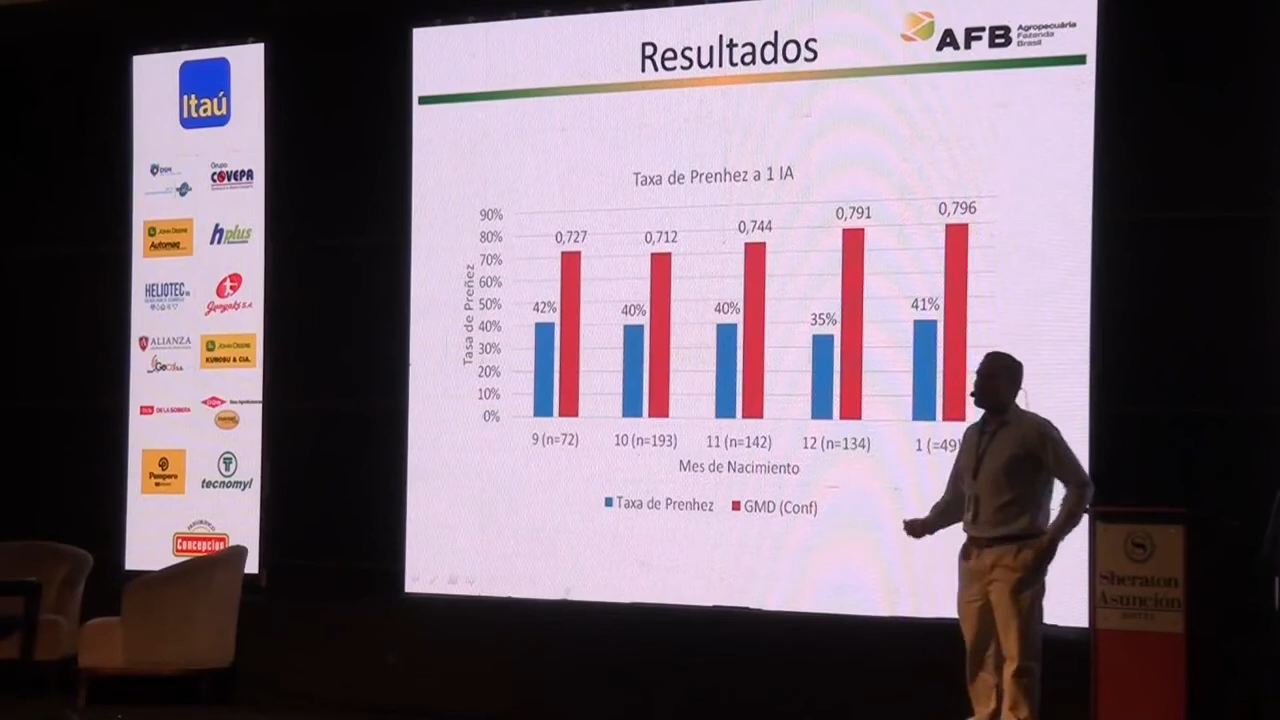 Resultados
AFB
Agropecuária
Fazenda
Brasil
Taxa de Prenhez a 1 IA
Tasa de Preñez
90%
80%
70%
60%
50%
40%
30%
20%
10%
0%
0,727
0,712
0,744
0,791
0,796
42%
40%
40%
35%
41%
9 (n=72)
10 (n=193)
11 (n=142)
12 (n=134)
1 (=49
Mes de Nacimiento
Taxa de Prenhez
GMD (Conf)
Itaú
Grupo
COVEPA
JOHN DEERE
Automaq
hplus
HELIOTEC
ALIANZA
JOHN DEERE
KUROSU & CIA.
DE LA SOBERA
Pampero
tecnomyl
Concepcion
Sheraton
Asunción